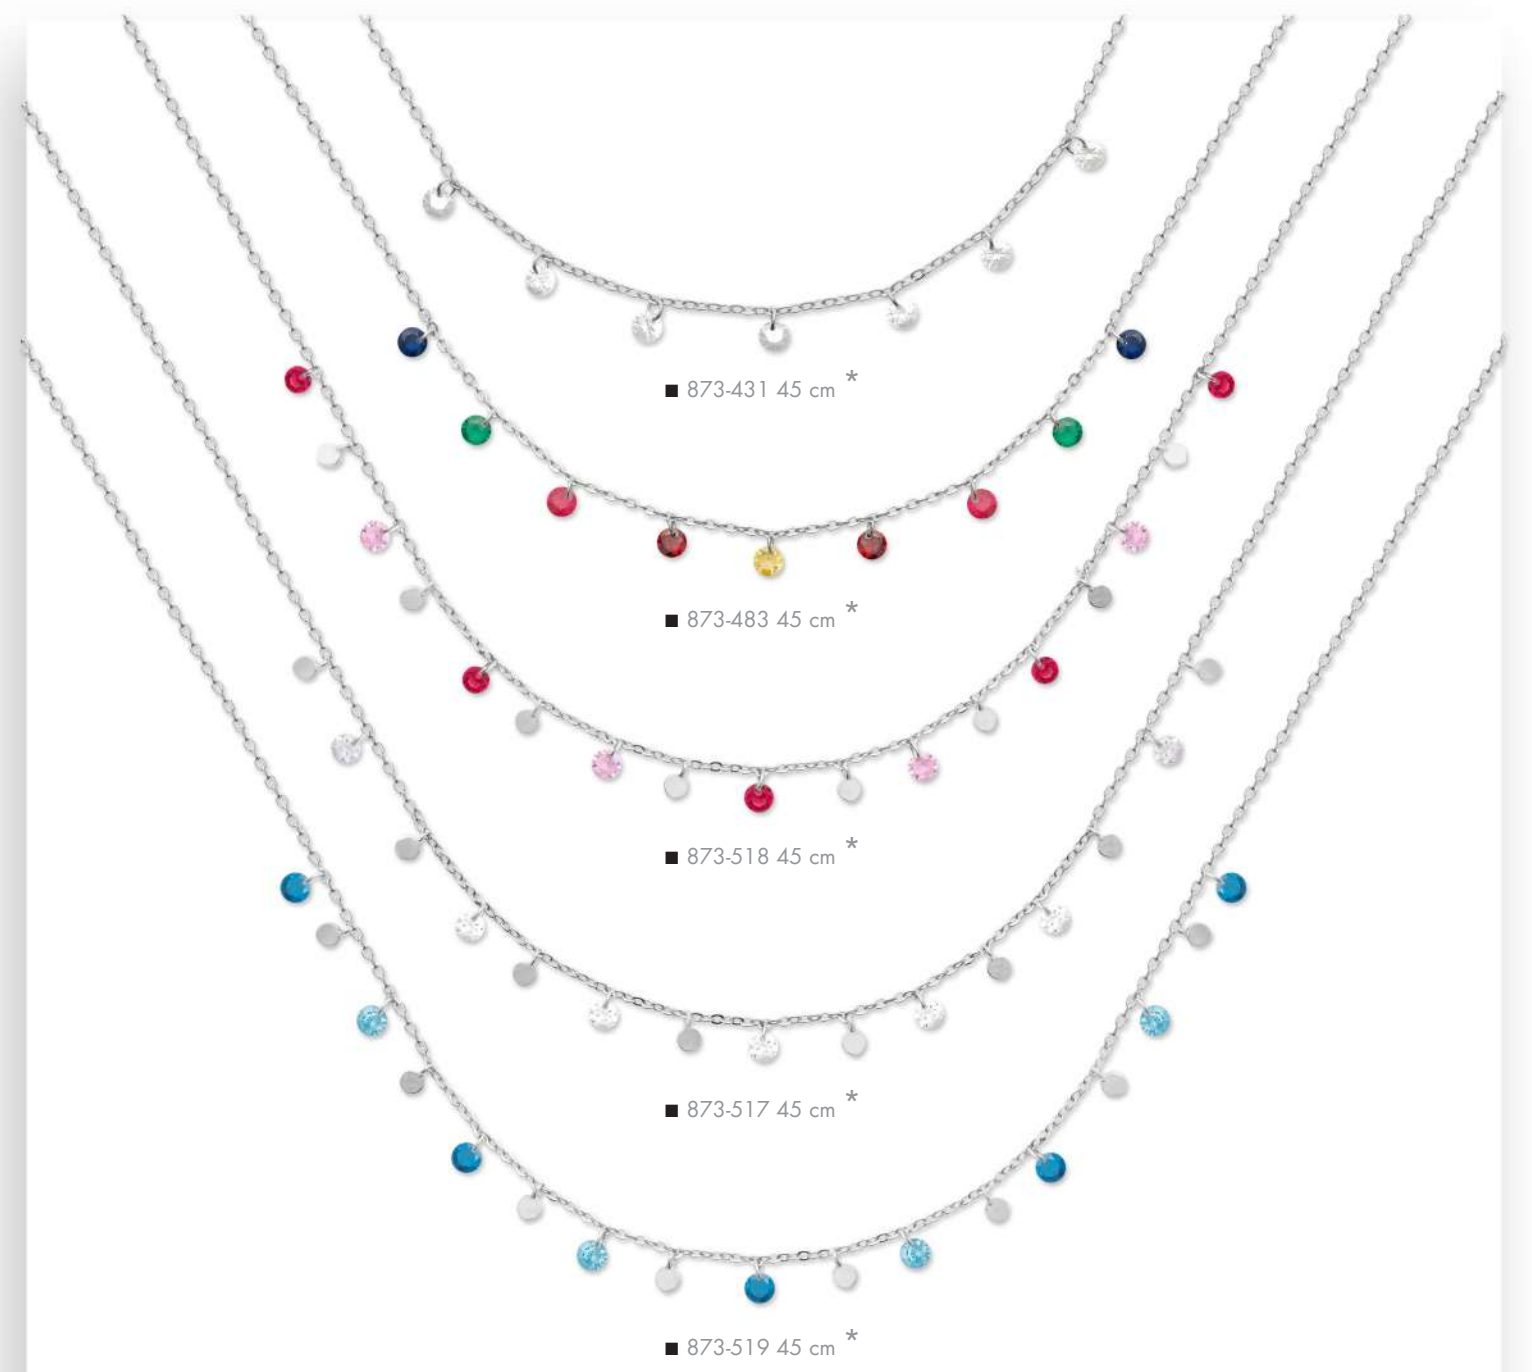 ■ 873-431 45 cm *
■ 873-483 45 cm *
■ 873-518 45 cm *
■ 873-517 45 cm *
■ 873-519 45 cm *